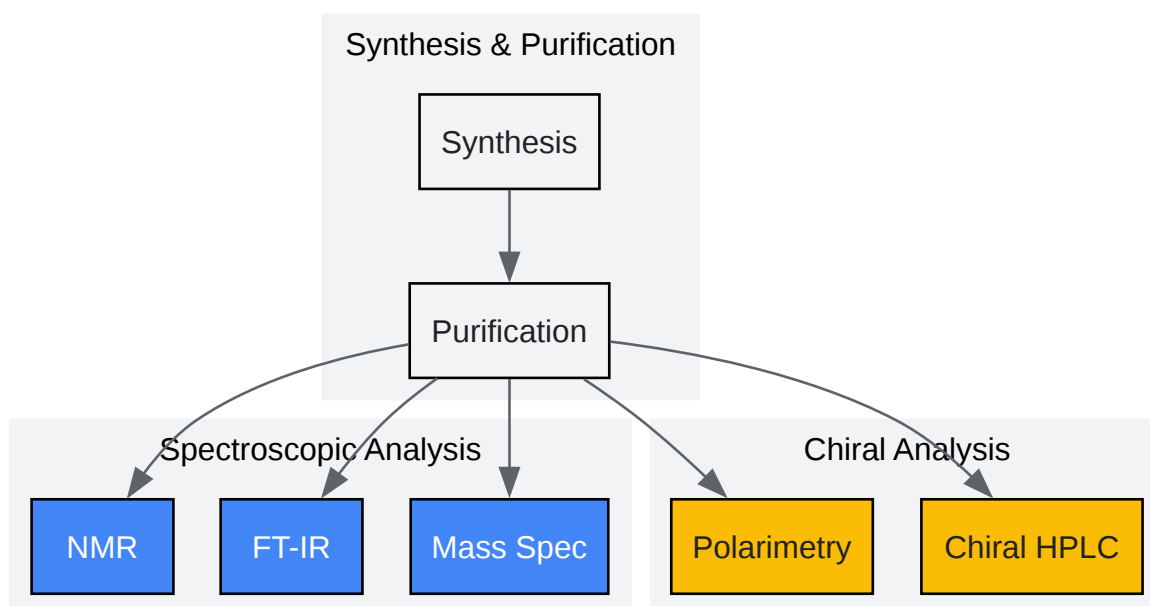 Synthesis & Purification
Synthesis
Purification
Spectroscopic Analysis
Chiral Analysis
NMR
FT-IR
Mass Spec
Polarimetry
Chiral HPLC